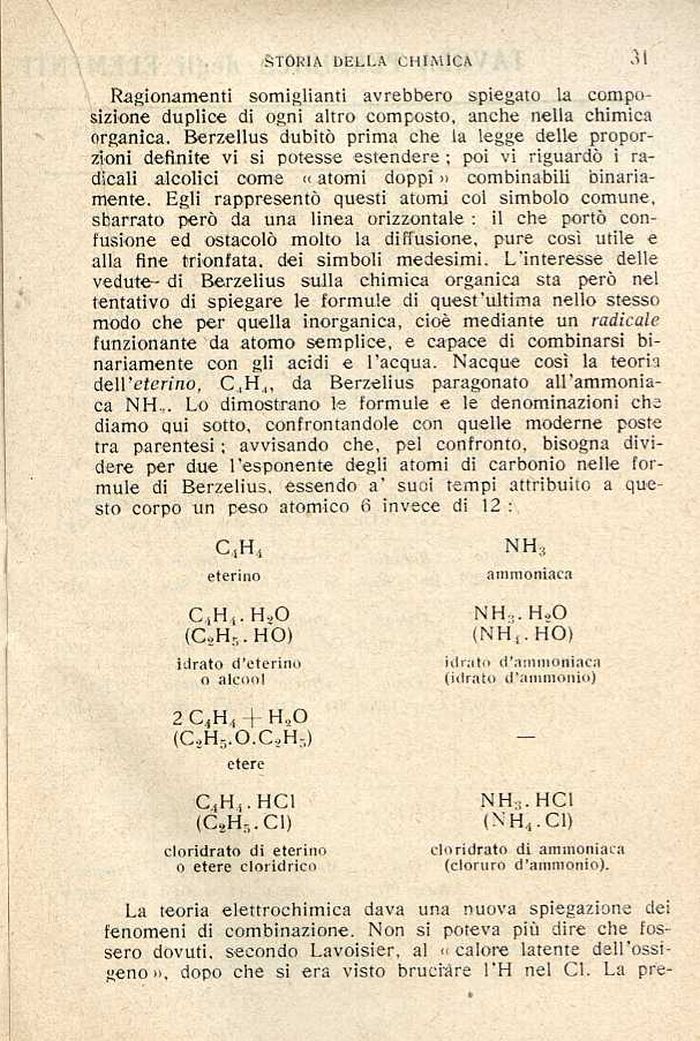 STORIA DELLA CHIMICA 31
Ragionamenti somiglianti avrebbero spiegato la compo-
sizione duplice di ogni altro composto, anche nella chimica
organica. Berzellus dubitò prima che la legge delle propor-
zioni definite vi si potesse estendere ; poi vi riguardò i ra-
dicali alcolici come « atomi doppi » combinabili binaria-
mente. Egli rappresentò questi atomi col simbolo comune,
sbarrato però da una linea orizzontale : il che portò con-
fusione ed ostacolò molto la diffusione, pure così utile e
alla fine trionfata, dei simboli medesimi. L'interesse delle
vedute di Berzelius sulla chimica organica sta però nel
tentativo di spiegare le formule di quest'ultima nello stesso
modo che per quella inorganica, cioè mediante un radicale
funzionante da atomo semplice, e capace di combinarsi bi-
nariamente con gli acidi e l'acqua. Nacque così la teoria
dell'eterino, C₄H₄, da Berzelius paragonato all'ammonia-
ca NH₃. Lo dimostrano le formule e le denominazioni che
diamo qui sotto, confrontandole con quelle moderne poste
tra parentesi ; avvisando che, pel confronto, bisogna divi-
dere per due l'esponente degli atomi di carbonio nelle for-
mule di Berzelius, essendo a' suoi tempi attribuito a que-
sto corpo un peso atomico 6 invece di 12 :
C₄H₄ NH₃
eterino ammoniaca
C₄H₄. H₂O NH₃. H₂O
(C₂H₅. HO) (NH₄. HO)
idrato d'eterino idrato d'ammoniaca
o alcool (idrato d'ammonio)
2 C₄H₄ + H₂O
(C₂H₅.O.C₂H₅) —
etere
C₄H₄. HCl NH₃. HCl
(C₂H₅. Cl) (NH₄. Cl)
cloridrato di eterino cloridrato di ammoniaca
o etere cloridrico (cloruro d'ammonio).
La teoria elettrochimica dava una nuova spiegazione dei
fenomeni di combinazione. Non si poteva più dire che fos-
sero dovuti, secondo Lavoisier, al « calore latente dell'ossi-
geno », dopo che si era visto bruciare l'H nel Cl. La pre-